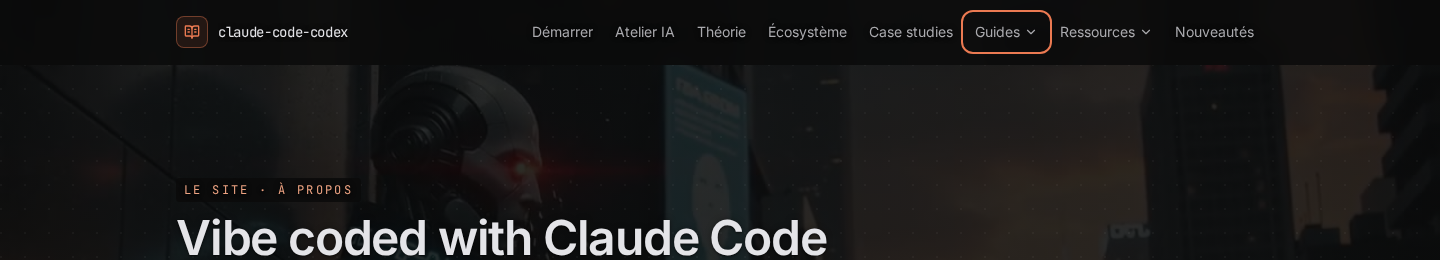 claude-code-codex
Démarrer Atelier IA Théorie Écosystème Case studies Guides Ressources Nouveautés
LE SITE · À PROPOS
Vibe coded with Claude Code